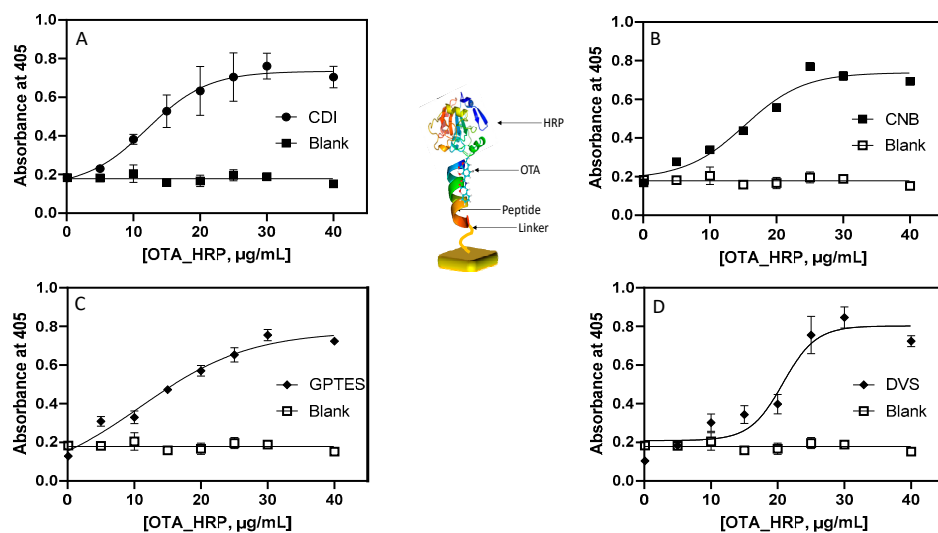 A
Absorbance at 405
1.0
0.8
0.6
0.4
0.2
0.0
CDI
Blank
0 10 20 30 40
[OTA_HRP, µg/mL]
HRP
OTA
Peptide
Linker
B
Absorbance at 405
1.0
0.8
0.6
0.4
0.2
0.0
CNB
Blank
0 10 20 30 40
[OTA_HRP, µg/mL]
C
Absorbance at 405
1.0
0.8
0.6
0.4
0.2
0.0
GPTES
Blank
0 10 20 30 40
[OTA_HRP, µg/mL]
D
Absorbance at 405
1.0
0.8
0.6
0.4
0.2
0.0
DVS
Blank
0 10 20 30 40
[OTA_HRP, µg/mL]